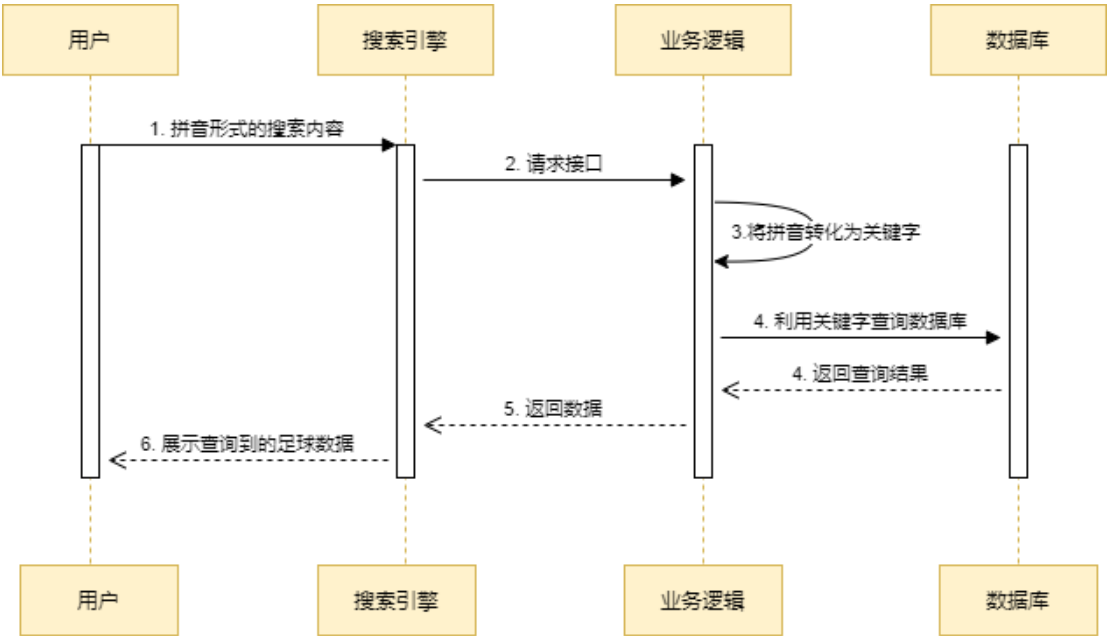 用户
搜索引擎
业务逻辑
数据库
1. 拼音形式的搜索内容
2. 请求接口
3.将拼音转化为关键字
4. 利用关键字查询数据库
4. 返回查询结果
5. 返回数据
6. 展示查询到的足球数据
用户
搜索引擎
业务逻辑
数据库